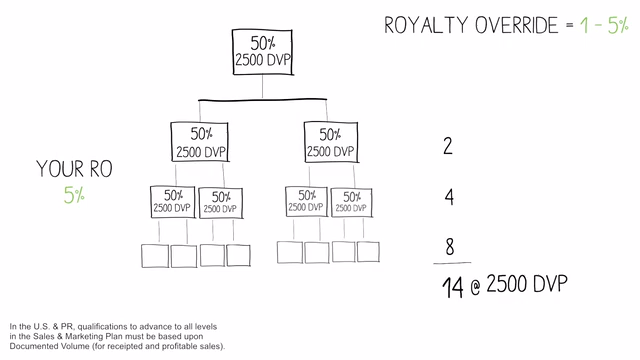 ROYALTY OVERRIDE = 1 - 5%
50%
2500 DVP
50%
2500 DVP
50%
2500 DVP
2
YOUR RO
5%
50%
2500 DVP
50%
2500 DVP
50%
2500 DVP
50%
2500 DVP
4
8
14 @ 2500 DVP
In the U.S. & PR, qualifications to advance to all levels
in the Sales & Marketing Plan must be based upon
Documented Volume (for receipted and profitable sales).